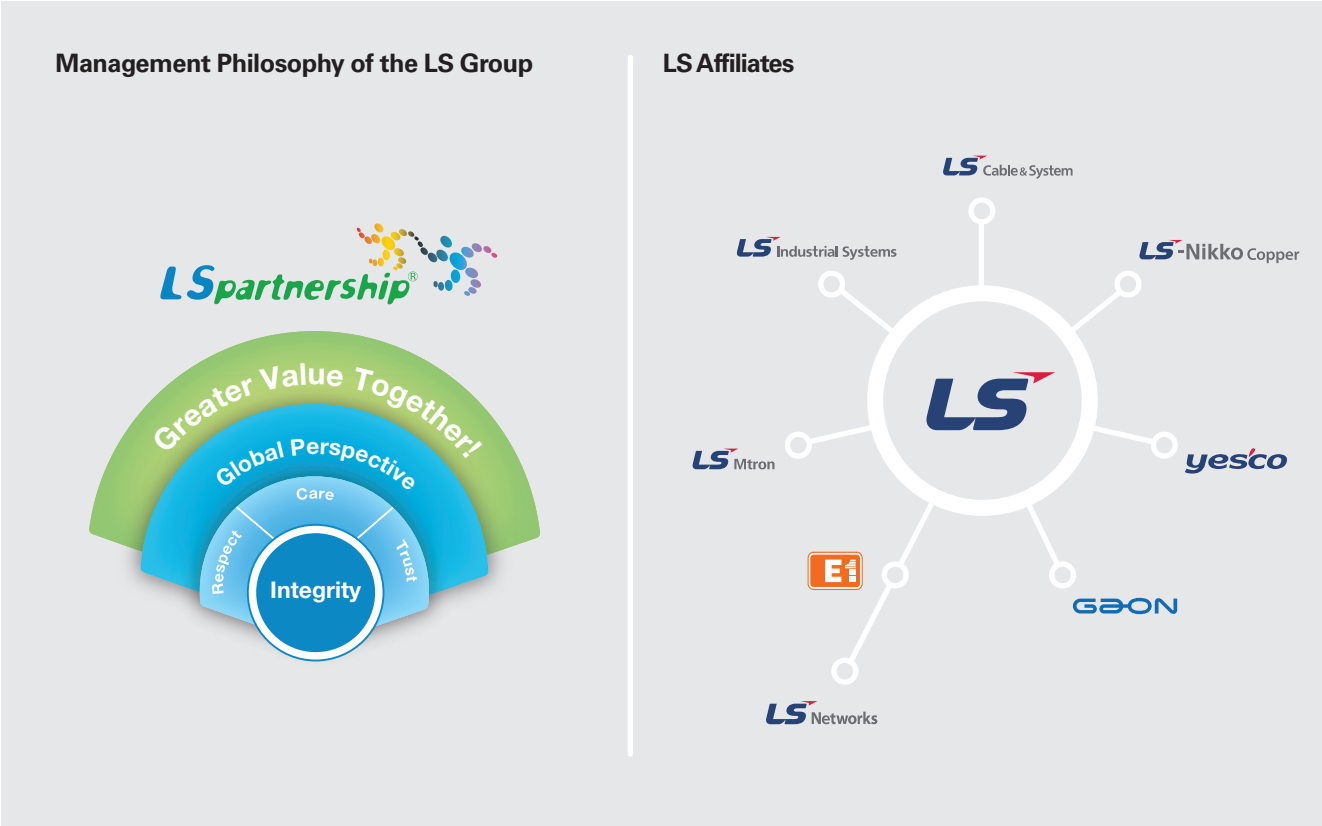 Management Philosophy of the LS Group
LSpartnership®
Greater Value Together!
Global Perspective
Care
Respect
Trust
Integrity
LS Affiliates
LS Cable & System
LS Industrial Systems
LS-Nikko Copper
LS
LS Mtron
yesco
E1
GAON
LS Networks